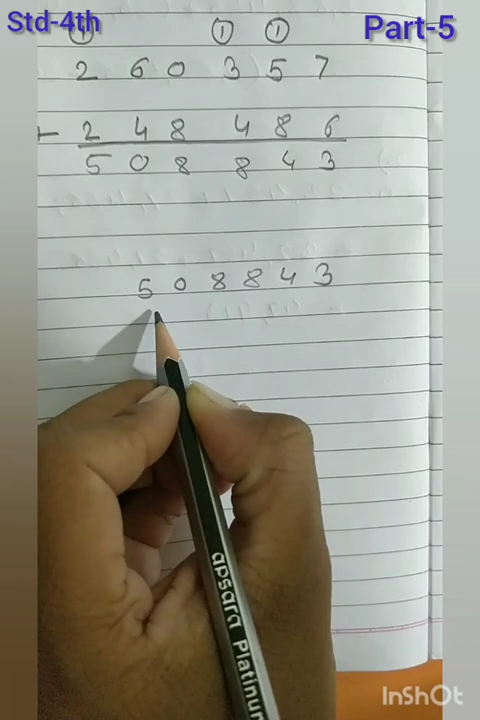 Std-4th
Part-5
1 1 1
2 6 0 3 5 7
+ 2 4 8 4 8 6
5 0 8 8 4 3
5 0 8 8 4 3
apsara Platinum
InShOt